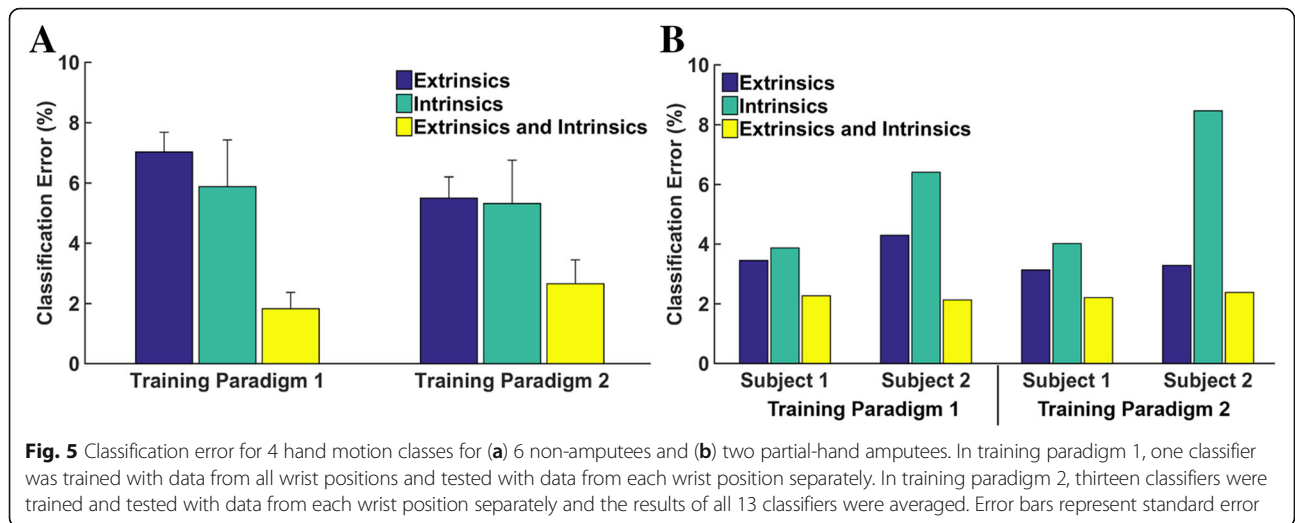 A
10
8
6
4
2
0
Classification Error (%)
Extrinsics
Intrinsics
Extrinsics and Intrinsics
Training Paradigm 1
Training Paradigm 2
B
10
8
6
4
2
0
Classification Error (%)
Extrinsics
Intrinsics
Extrinsics and Intrinsics
Subject 1 Subject 2 Subject 1 Subject 2
Training Paradigm 1 Training Paradigm 2
Fig. 5 Classification error for 4 hand motion classes for (a) 6 non-amputees and (b) two partial-hand amputees. In training paradigm 1, one classifier
was trained with data from all wrist positions and tested with data from each wrist position separately. In training paradigm 2, thirteen classifiers were
trained and tested with data from each wrist position separately and the results of all 13 classifiers were averaged. Error bars represent standard error